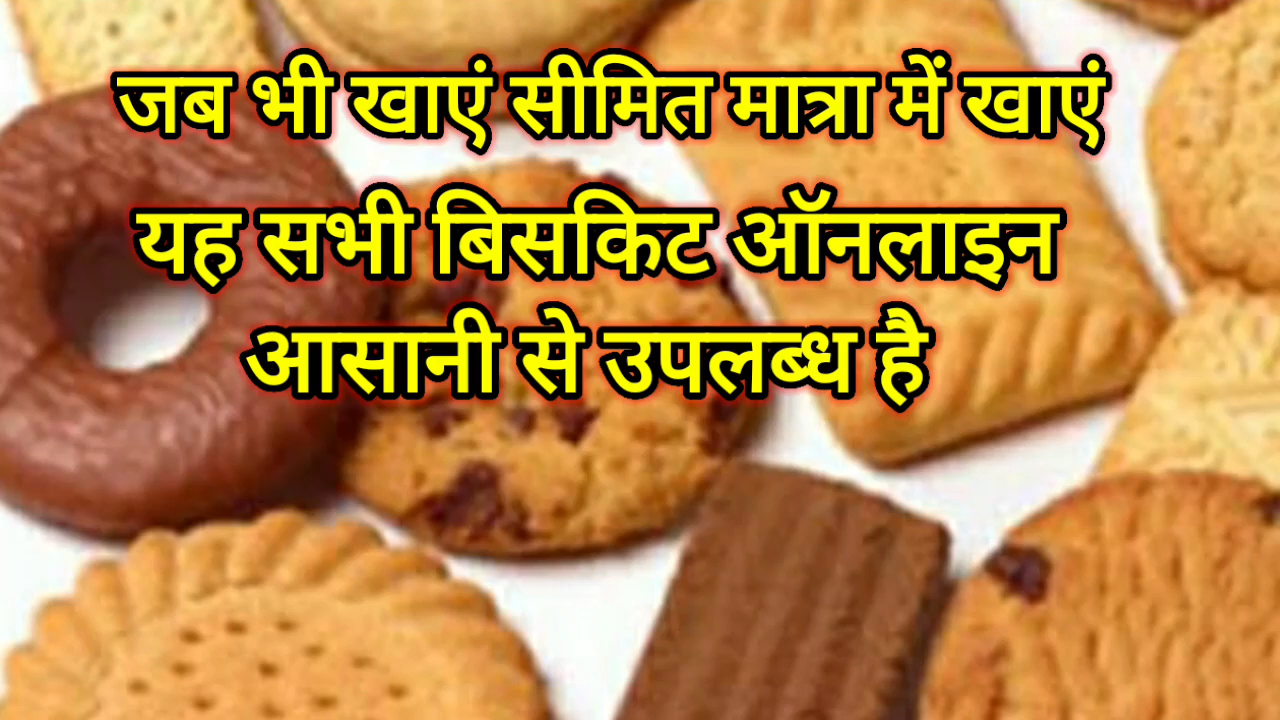 जब भी खाएं सीमित मात्रा में खाएं
यह सभी बिसकिट ऑनलाइन
आसानी से उपलब्ध है